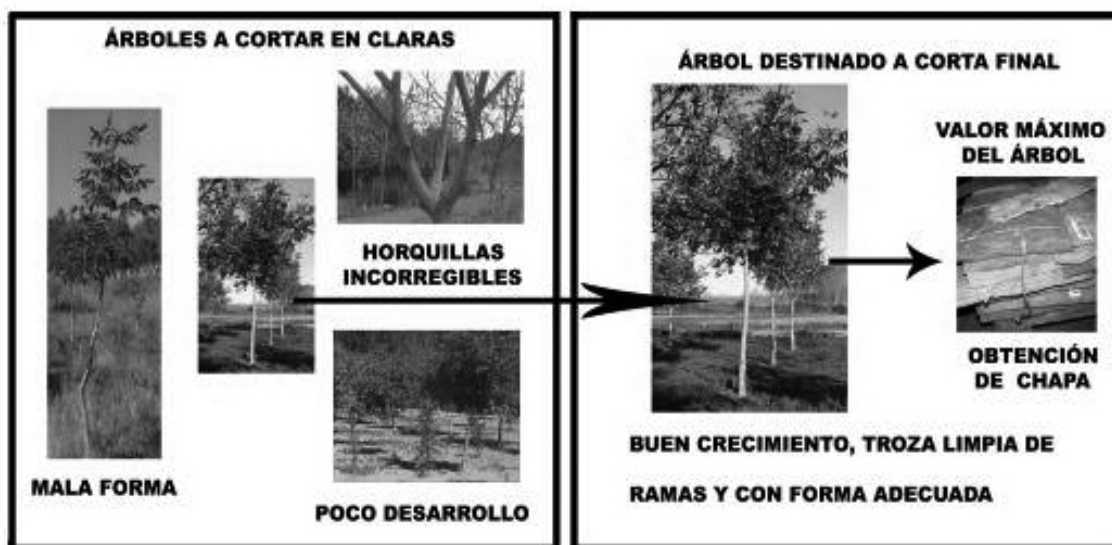 ÁRBOLES A CORTAR EN CLARAS
HORQUILLAS
INCORREGIBLES
MALA FORMA
POCO DESARROLLO
ÁRBOL DESTINADO A CORTA FINAL
VALOR MÁXIMO
DEL ÁRBOL
OBTENCIÓN
DE CHAPA
BUEN CRECIMIENTO, TROZA LIMPIA DE
RAMAS Y CON FORMA ADECUADA